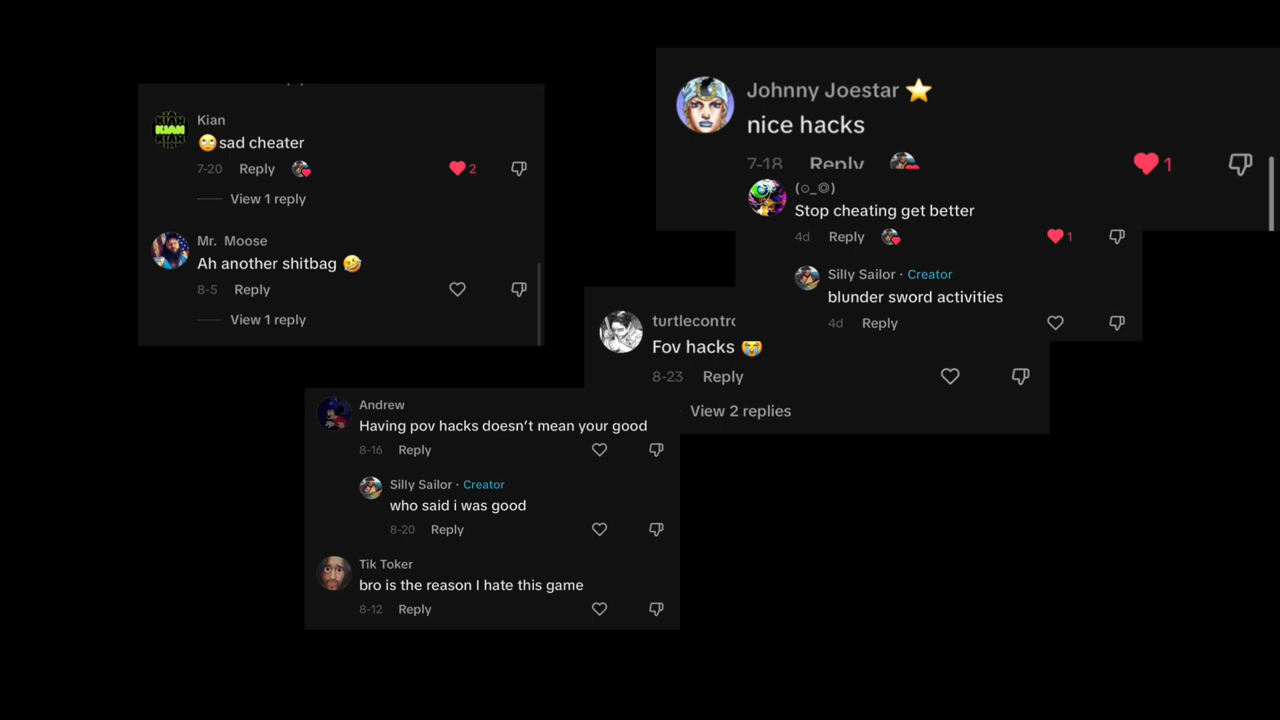 Kian
🙄sad cheater
7-20 Reply
2
View 1 reply
Mr. Moose
Ah another shitbag 🤣
8-5 Reply
View 1 reply
Johnny Joestar ⭐
nice hacks
7-18 Reply
1
(⊙_◎)
Stop cheating get better
4d Reply
1
Silly Sailor · Creator
blunder sword activities
4d Reply
turtlecontrc
Fov hacks 😭
8-23 Reply
View 2 replies
Andrew
Having pov hacks doesn't mean your good
8-16 Reply
Silly Sailor · Creator
who said i was good
8-20 Reply
Tik Toker
bro is the reason I hate this game
8-12 Reply